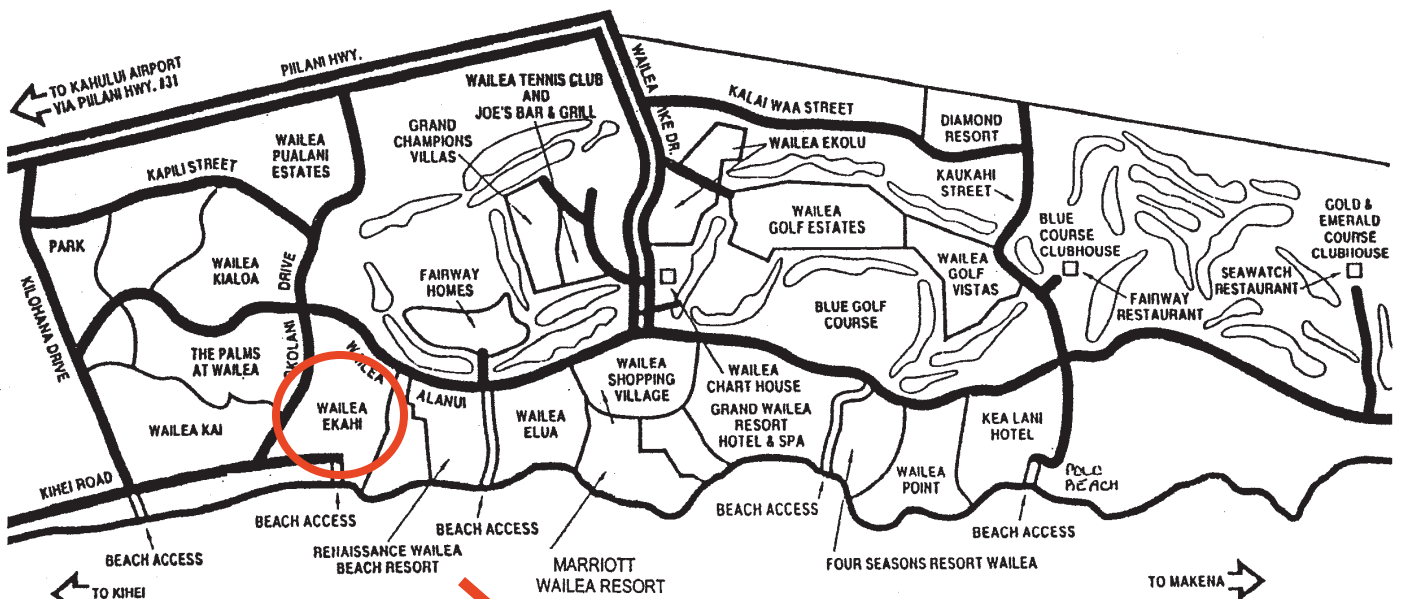 TO KAHULUI AIRPORT
VIA PIILANI HWY. #31
PIILANI HWY.
WAILEA TENNIS CLUB
AND
JOE'S BAR & GRILL
WAILEA IKE DR.
KALAI WAA STREET
DIAMOND
RESORT
GRAND
CHAMPIONS
VILLAS
WAILEA
PUALANI
ESTATES
KAPILI STREET
WAILEA EKOLU
KAUKAHI
STREET
PARK
WAILEA
KIALOA
DRIVE
FAIRWAY
HOMES
WAILEA
GOLF ESTATES
BLUE
COURSE
CLUBHOUSE
GOLD &
EMERALD
COURSE
CLUBHOUSE
WAILEA
GOLF
VISTAS
SEAWATCH
RESTAURANT
FAIRWAY
RESTAURANT
KILOHANA DRIVE
BLUE GOLF
COURSE
OKOLANI
THE PALMS
AT WAILEA
WAILEA
ALANUI
WAILEA
SHOPPING
VILLAGE
WAILEA
CHART HOUSE
WAILEA KAI
WAILEA
EKAHI
WAILEA
ELUA
GRAND WAILEA
RESORT
HOTEL & SPA
KEA LANI
HOTEL
WAILEA
POINT
POLO
BEACH
KIHEI ROAD
BEACH ACCESS
BEACH ACCESS
BEACH ACCESS
BEACH ACCESS
BEACH ACCESS
RENAISSANCE WAILEA
BEACH RESORT
MARRIOTT
WAILEA RESORT
FOUR SEASONS RESORT WAILEA
TO KIHEI
TO MAKENA